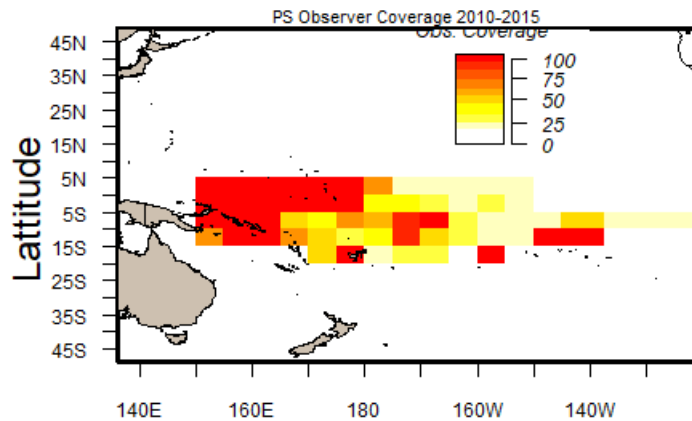 PS Observer Coverage 2010-2015
Obs. Coverage
100
75
50
25
0
Lattitude
45N
35N
25N
15N
5N
5S
15S
25S
35S
45S
140E 160E 180 160W 140W